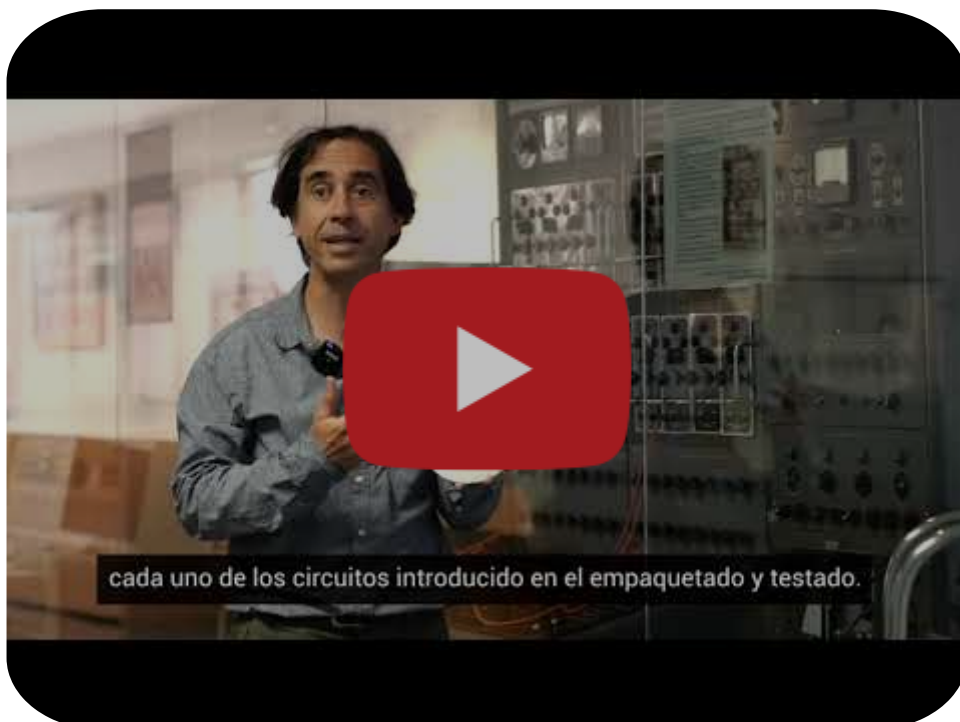 cada uno de los circuitos introducido en el empaquetado y testado.